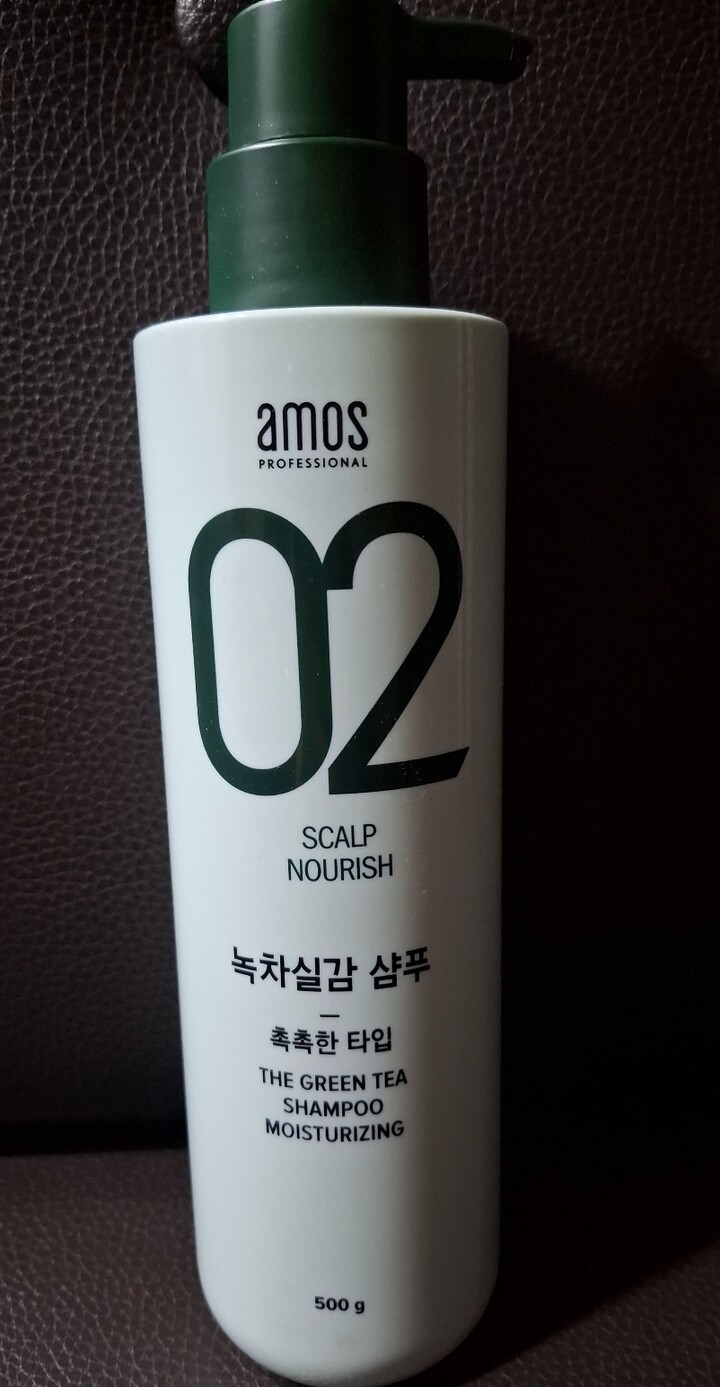 amos
PROFESSIONAL
02
SCALP
NOURISH
녹차실감 샴푸
촉촉한 타입
THE GREEN TEA
SHAMPOO
MOISTURIZING
500 g